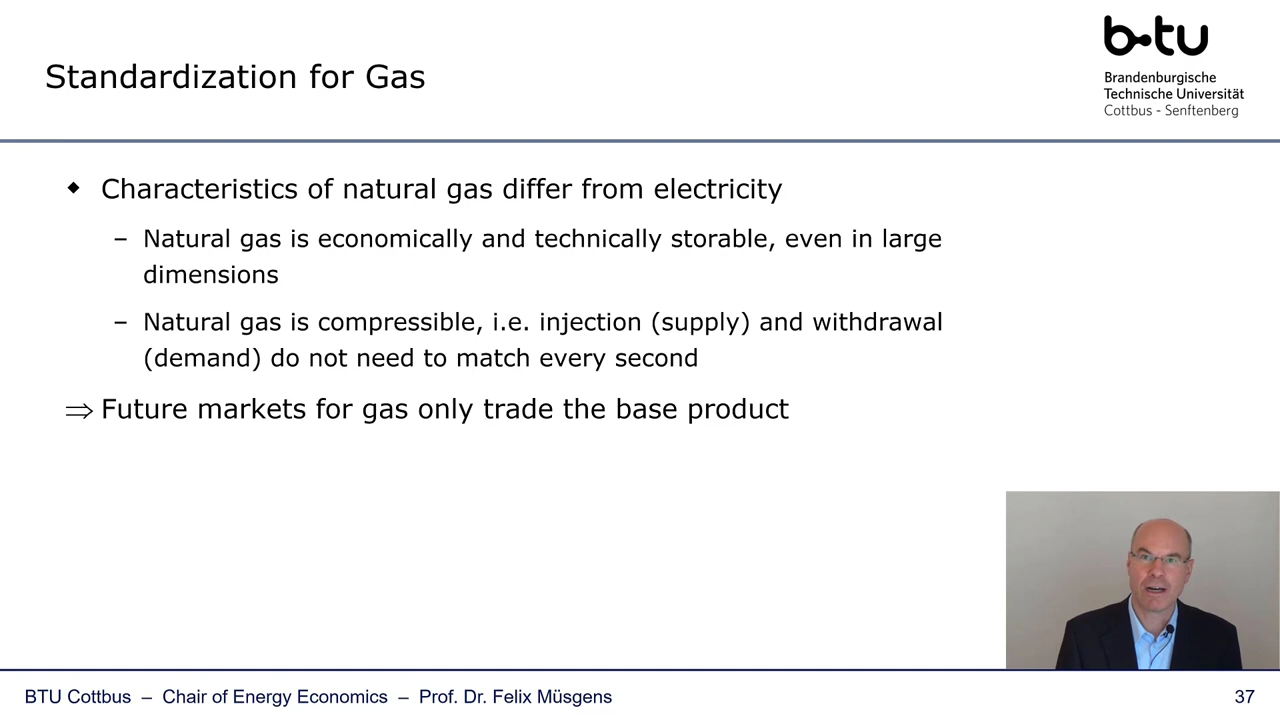 b-tu
Brandenburgische
Technische Universität
Cottbus - Senftenberg
Standardization for Gas
Characteristics of natural gas differ from electricity
– Natural gas is economically and technically storable, even in large
dimensions
– Natural gas is compressible, i.e. injection (supply) and withdrawal
(demand) do not need to match every second
⇒ Future markets for gas only trade the base product
BTU Cottbus – Chair of Energy Economics – Prof. Dr. Felix Müsgens
37